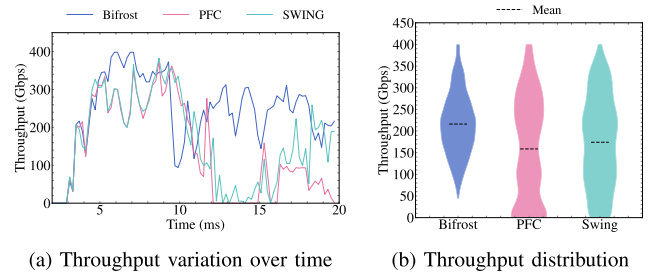 Bifrost PFC SWING
Throughput (Gbps)
400
300
200
100
0
5 10 15 20
Time (ms)
(a) Throughput variation over time
Mean
Throughput (Gbps)
450
400
350
300
250
200
150
100
50
0
Bifrost PFC Swing
(b) Throughput distribution